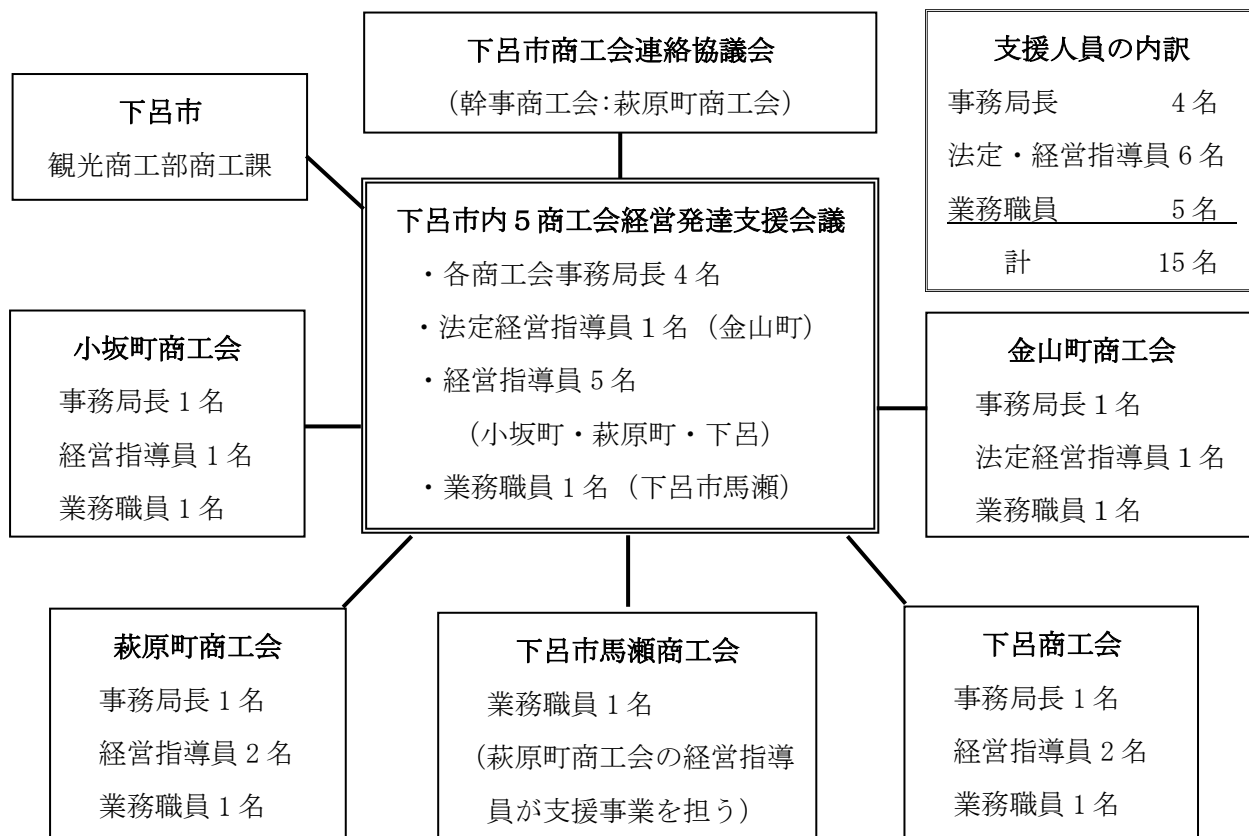 下呂市商工会連絡協議会
(幹事商工会:萩原町商工会)
支援人員の内訳
事務局長 4名
法定・経営指導員 6名
業務職員 5名
計 15名
下呂市
観光商工部商工課
下呂市内５商工会経営発達支援会議
・各商工会事務局長 4名
・法定経営指導員 1名 (金山町)
・経営指導員 5名
(小坂町・萩原町・下呂)
・業務職員 1名 (下呂市馬瀬)
小坂町商工会
事務局長 1名
経営指導員 1名
業務職員 1名
金山町商工会
事務局長 1名
法定経営指導員 1名
業務職員 1名
萩原町商工会
事務局長 1名
経営指導員 2名
業務職員 1名
下呂市馬瀬商工会
業務職員 1名
(萩原町商工会の経営指導
員が支援事業を担う)
下呂商工会
事務局長 1名
経営指導員 2名
業務職員 1名